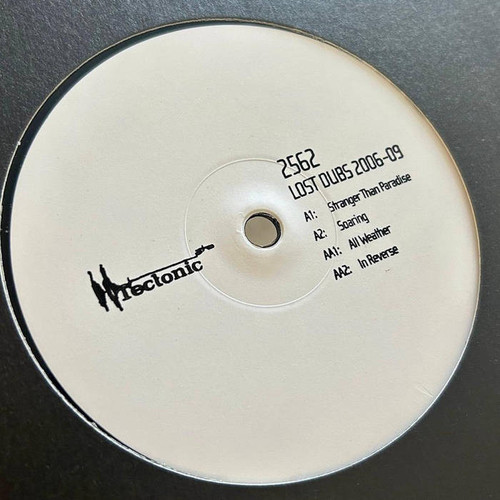 2562
LOST DUBS 2006-09
A1: Stranger Than Paradise
A2: Soaring
AA1: All Weather
AA2: In Reverse
Tectonic